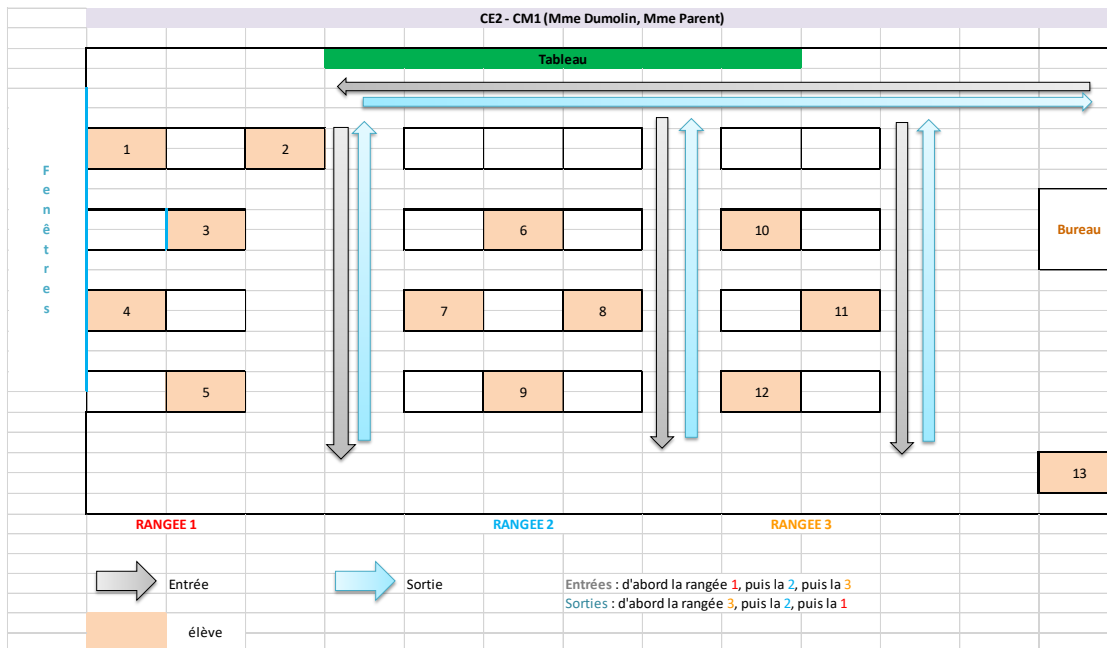 CE2 - CM1 (Mme Dumolin, Mme Parent)
Tableau
Fenêtres
1
2
3
6
10
Bureau
4
7
8
11
5
9
12
13
RANGEE 1
RANGEE 2
RANGEE 3
Entrée
Sortie
Entrées : d'abord la rangée 1, puis la 2, puis la 3
Sorties : d'abord la rangée 3, puis la 2, puis la 1
élève